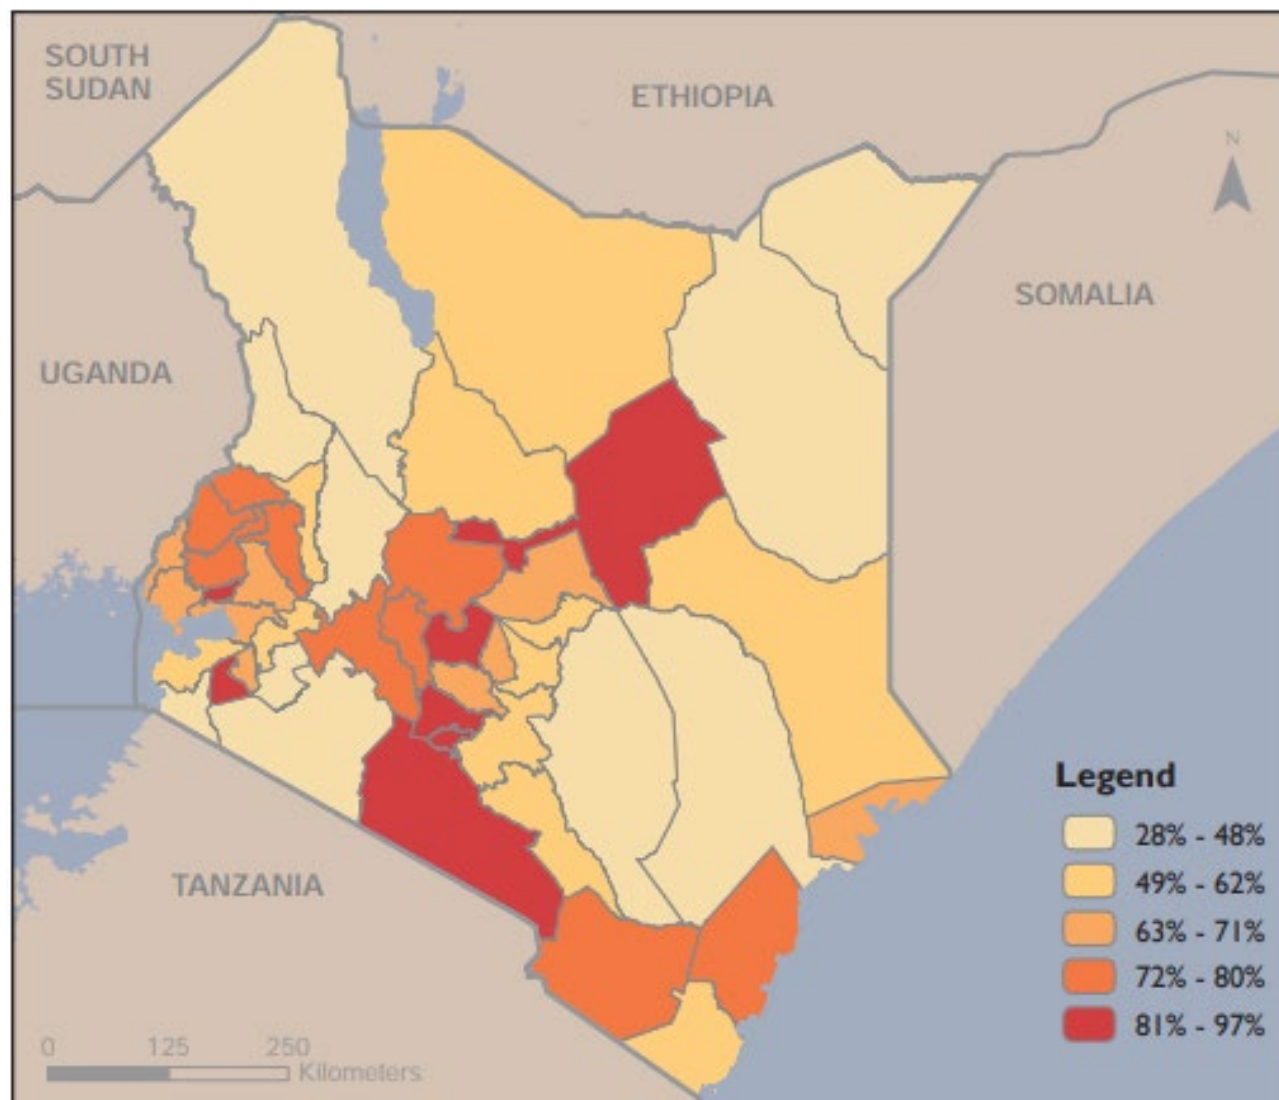 SOUTH
SUDAN
ETHIOPIA
N
SOMALIA
UGANDA
Legend
28% - 48%
49% - 62%
63% - 71%
72% - 80%
81% - 97%
TANZANIA
0 125 250
Kilometers